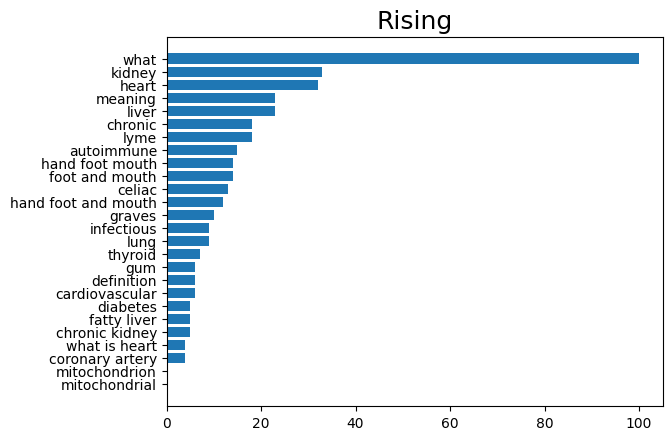 Rising
what
kidney
heart
meaning
liver
chronic
lyme
autoimmune
hand foot mouth
foot and mouth
celiac
hand foot and mouth
graves
infectious
lung
thyroid
gum
definition
cardiovascular
diabetes
fatty liver
chronic kidney
what is heart
coronary artery
mitochondrion
mitochondrial
0 20 40 60 80 100